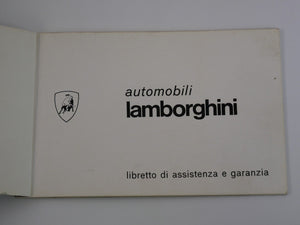 automobili
lamborghini
libretto di assistenza e garanzia